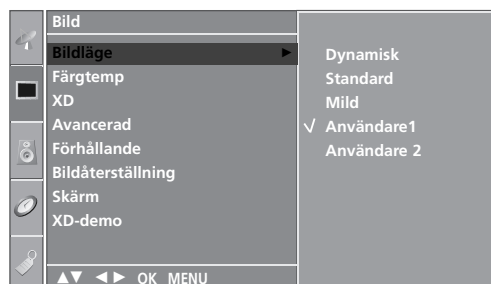 Bild
Bildläge ►
Färgtemp
XD
Avancerad
Förhållande
Bildåterställning
Skärm
XD-demo
▲▼ ◄► OK MENU
Dynamisk
Standard
Mild
√ Användare1
Användare 2